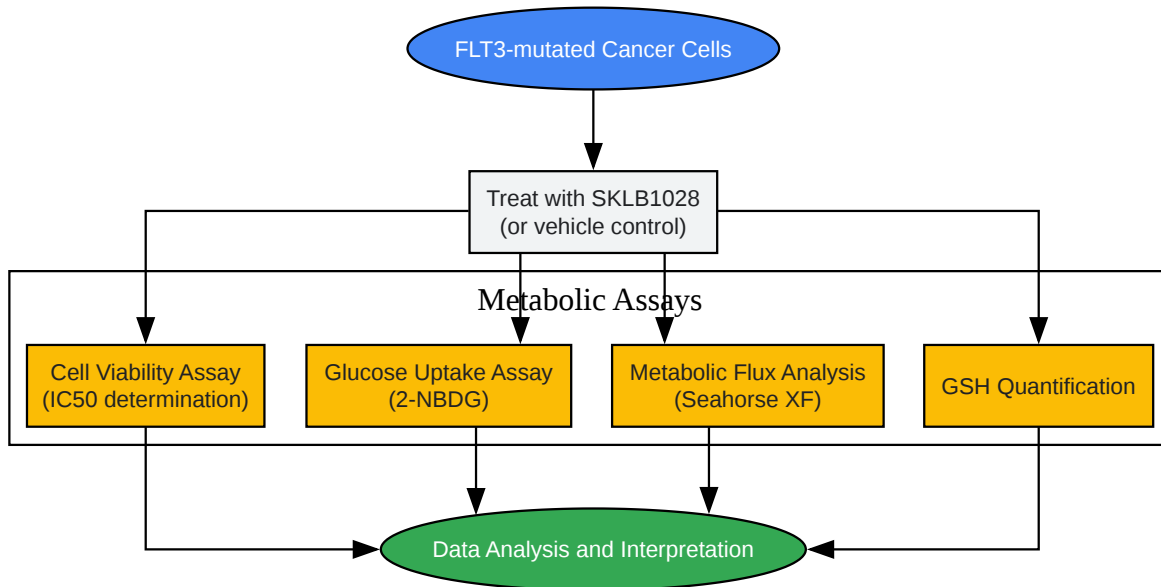 FLT3-mutated Cancer Cells
Treat with SKLB1028
(or vehicle control)
Metabolic Assays
Cell Viability Assay
(IC50 determination)
Glucose Uptake Assay
(2-NBDG)
Metabolic Flux Analysis
(Seahorse XF)
GSH Quantification
Data Analysis and Interpretation